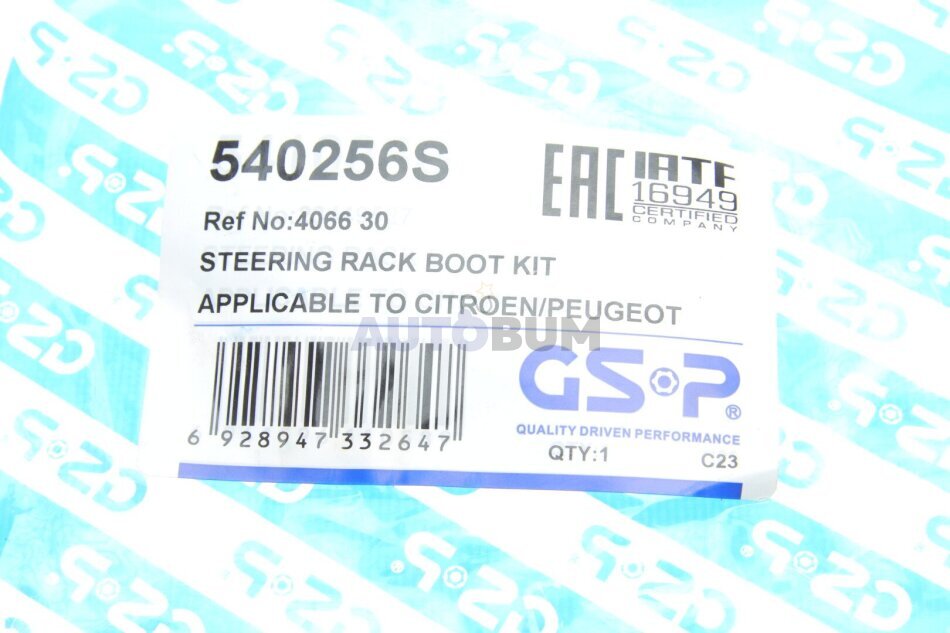 540256S
EAC
IATF
16949
CERTIFIED
COMPANY
Ref No:4066 30
STEERING RACK BOOT KIT
APPLICABLE TO CITROEN/PEUGEOT
AUTOBUM
6 928947 332647
GSP®
QUALITY DRIVEN PERFORMANCE
QTY:1
C23